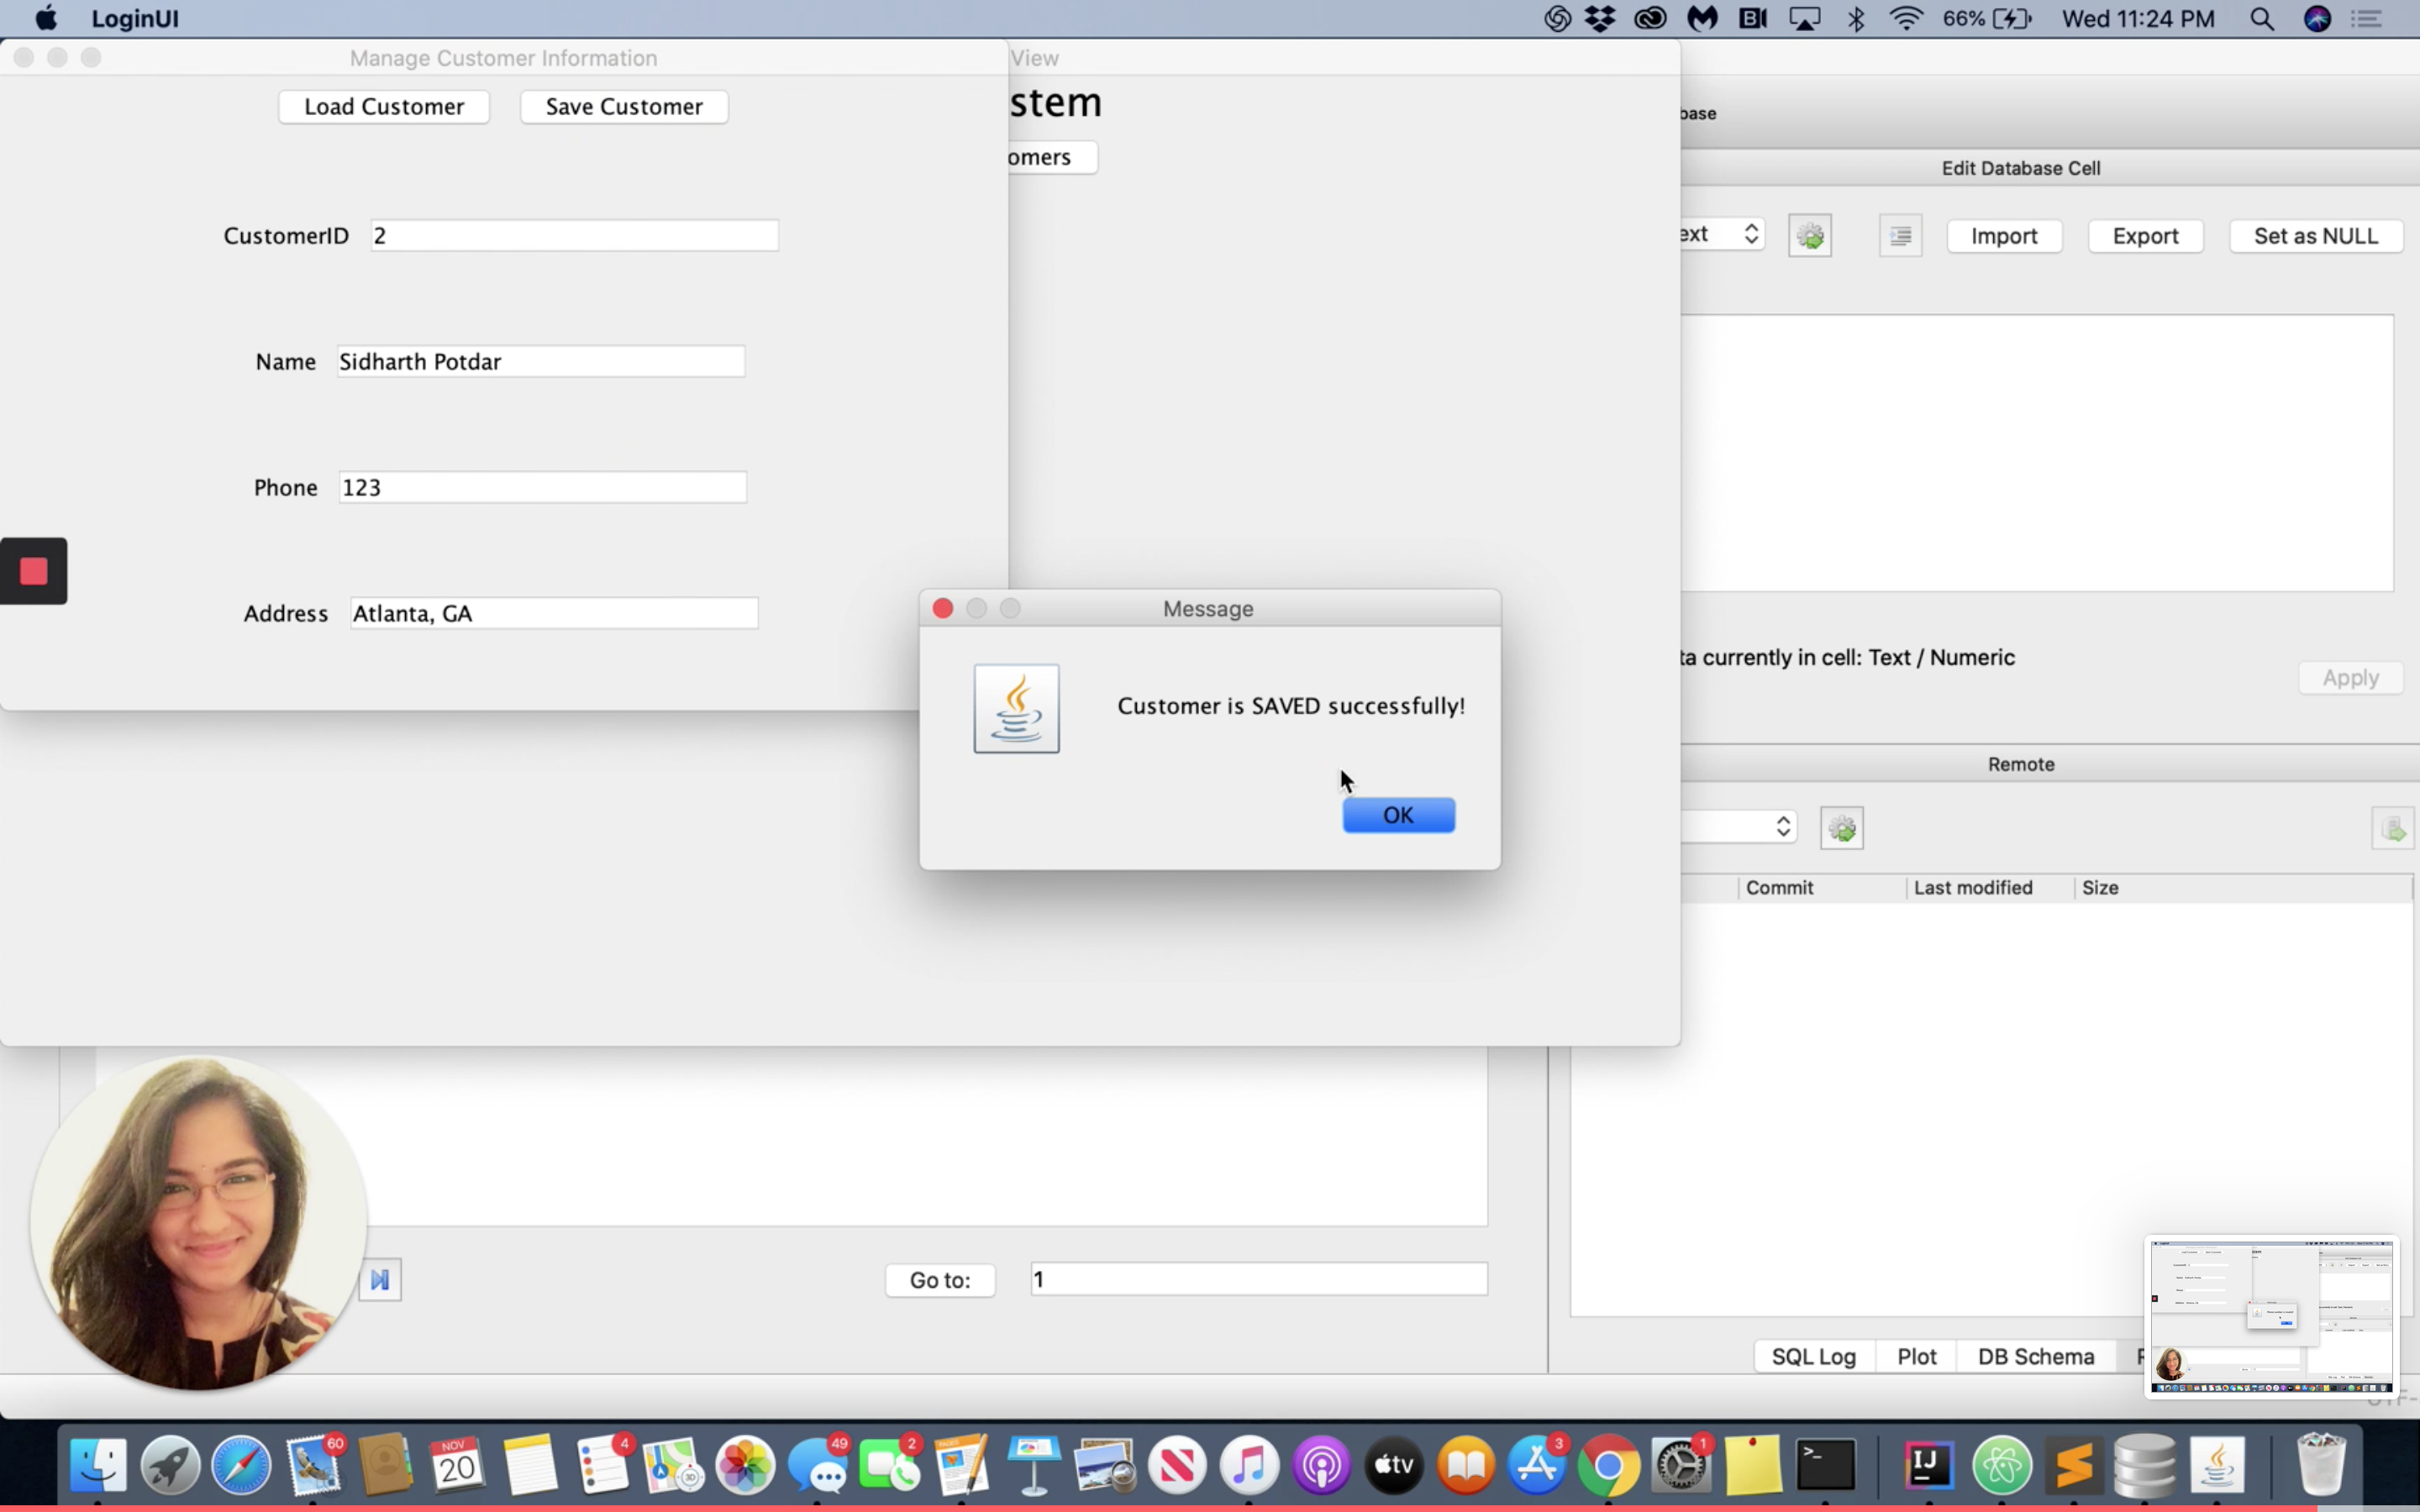 LoginUI
66%
Wed 11:24 PM
Manage Customer Information
View
Load Customer
Save Customer
stem
omers
base
Edit Database Cell
ext
Import
Export
Set as NULL
CustomerID
2
Name
Sidharth Potdar
Phone
123
Address
Atlanta, GA
Message
Customer is SAVED successfully!
OK
ta currently in cell: Text / Numeric
Apply
Remote
Commit
Last modified
Size
Go to:
1
SQL Log
Plot
DB Schema
60
NOV
20
4
3D
49
2
PAGES
tv
3
1
>_
IJ